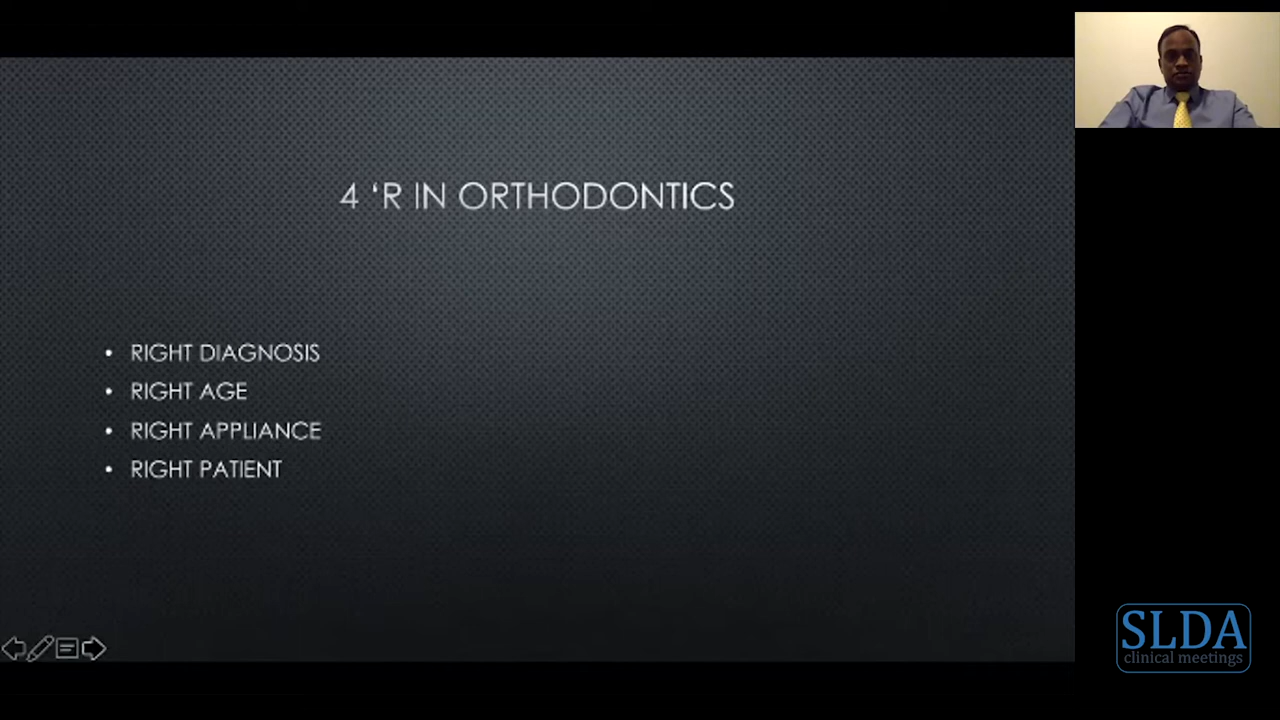 4 ‘R IN ORTHODONTICS
• RIGHT DIAGNOSIS
• RIGHT AGE
• RIGHT APPLIANCE
• RIGHT PATIENT
SLDA
clinical meetings